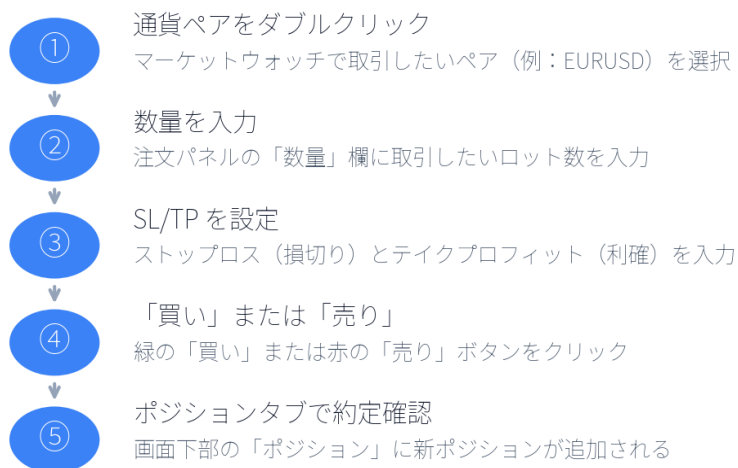 ①
通貨ペアをダブルクリック
マーケットウォッチで取引したいペア（例：EURUSD）を選択
②
数量を入力
注文パネルの「数量」欄に取引したいロット数を入力
③
SL/TP を設定
ストップロス（損切り）とテイクプロフィット（利確）を入力
④
「買い」または「売り」
緑の「買い」または赤の「売り」ボタンをクリック
⑤
ポジションタブで約定確認
画面下部の「ポジション」に新ポジションが追加される